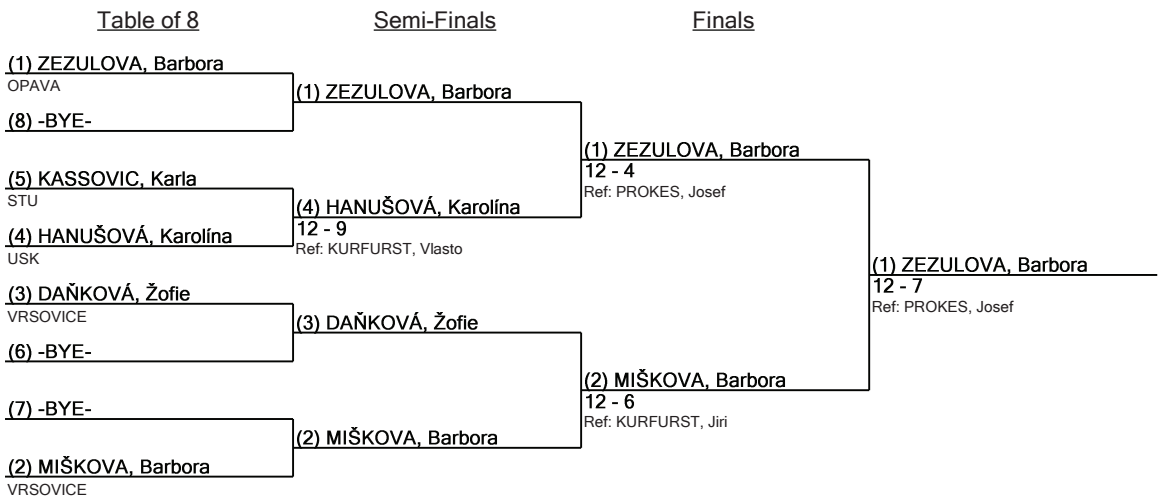 Table of 8
Semi-Finals
Finals
(1) ZEZULOVA, Barbora
OPAVA
(8) -BYE-
(5) KASSOVIC, Karla
STU
(4) HANUŠOVÁ, Karolína
USK
(3) DAŇKOVÁ, Žofie
VRSOVICE
(6) -BYE-
(7) -BYE-
(2) MIŠKOVA, Barbora
VRSOVICE
(1) ZEZULOVA, Barbora
(4) HANUŠOVÁ, Karolína
12 - 9
Ref: KURFURST, Vlasto
(3) DAŇKOVÁ, Žofie
(2) MIŠKOVA, Barbora
(1) ZEZULOVA, Barbora
12 - 4
Ref: PROKES, Josef
(2) MIŠKOVA, Barbora
12 - 6
Ref: KURFURST, Jiri
(1) ZEZULOVA, Barbora
12 - 7
Ref: PROKES, Josef